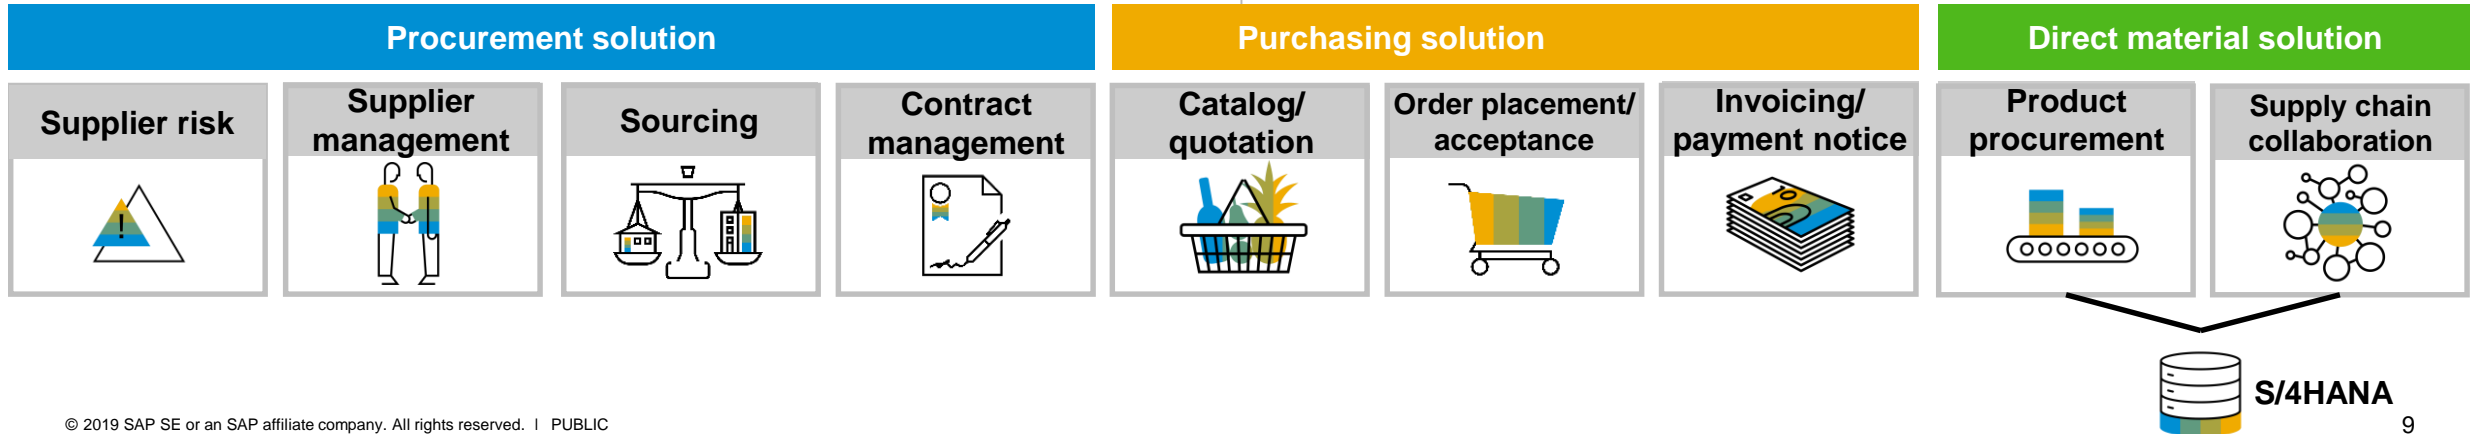 Procurement solution
Purchasing solution
Direct material solution
Supplier risk
Supplier
management
Sourcing
Contract
management
Catalog/
quotation
Order placement/
acceptance
Invoicing/
payment notice
Product
procurement
Supply chain
collaboration
!
10
S/4HANA
© 2019 SAP SE or an SAP affiliate company. All rights reserved. ǀ PUBLIC
9